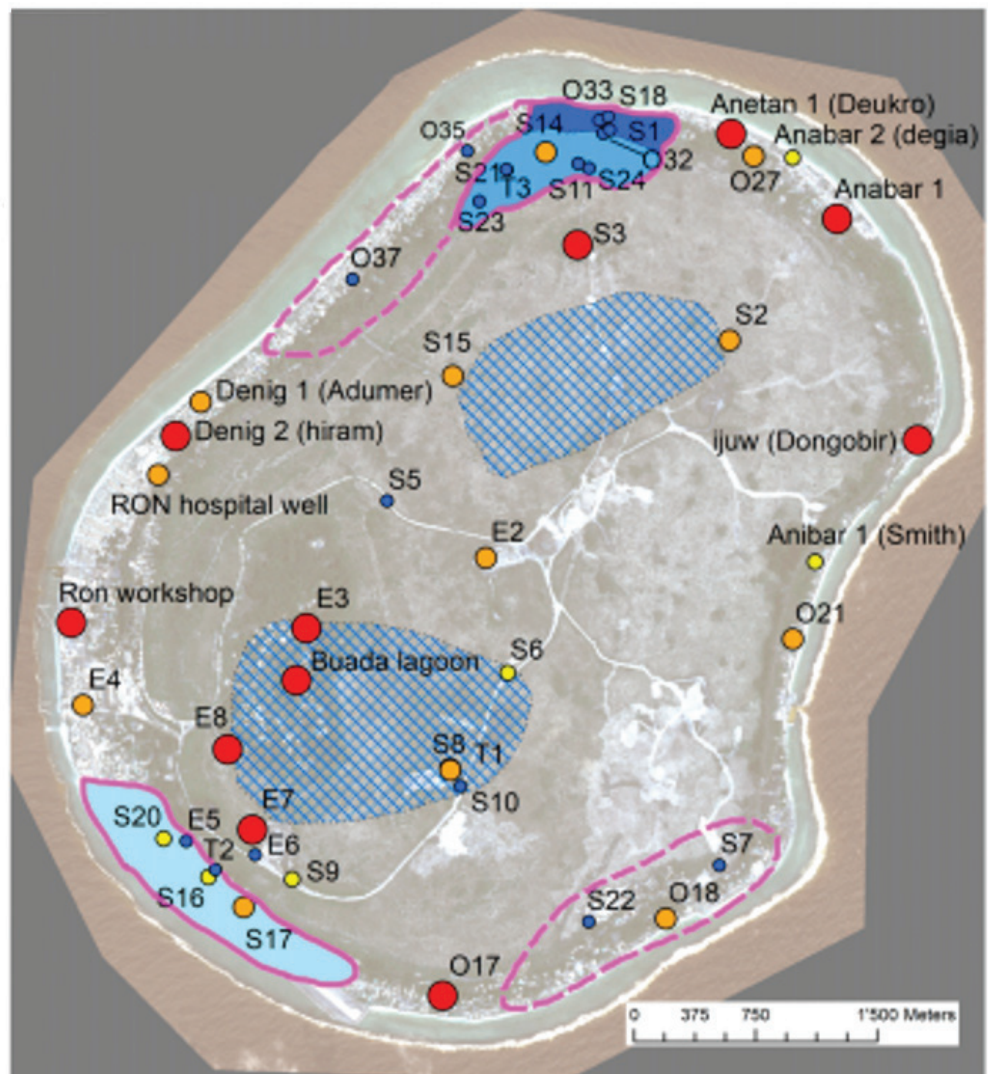 O33 S18
Anetan 1 (Deukro)
S14
S1
O35
Anabar 2 (degia)
O32
S21
T3
S11
S24
O27
Anabar 1
S23
S3
O37
S2
S15
Denig 1 (Adumer)
Denig 2 (hiram)
ijuw (Dongobir)
RON hospital well
S5
E2
Anibar 1 (Smith)
Ron workshop
E3
O21
Buada lagoon
S6
E4
E8
S8 T1
S10
E7
S20
E5
E6
T2
S9
S7
S16
S22
O18
S17
O17
0 375 750 1'500 Meters